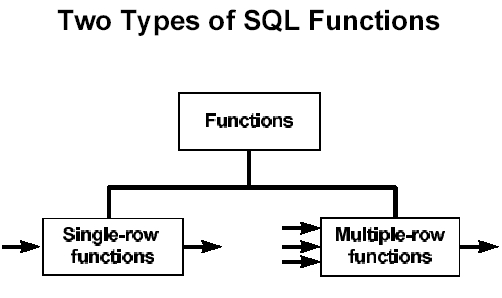 Two Types of SQL Functions
Functions
Single-row
functions
Multiple-row
functions